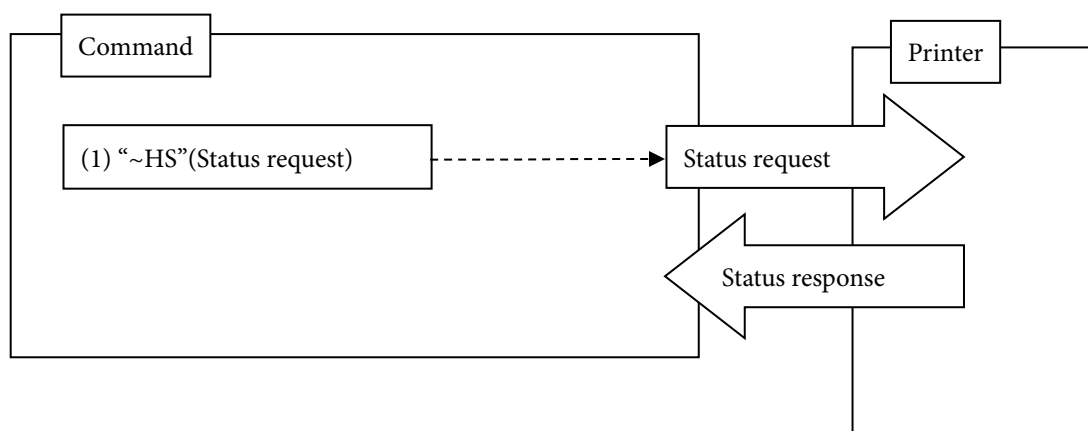 Command
Printer
(1) “~HS”(Status request)
Status request
Status response